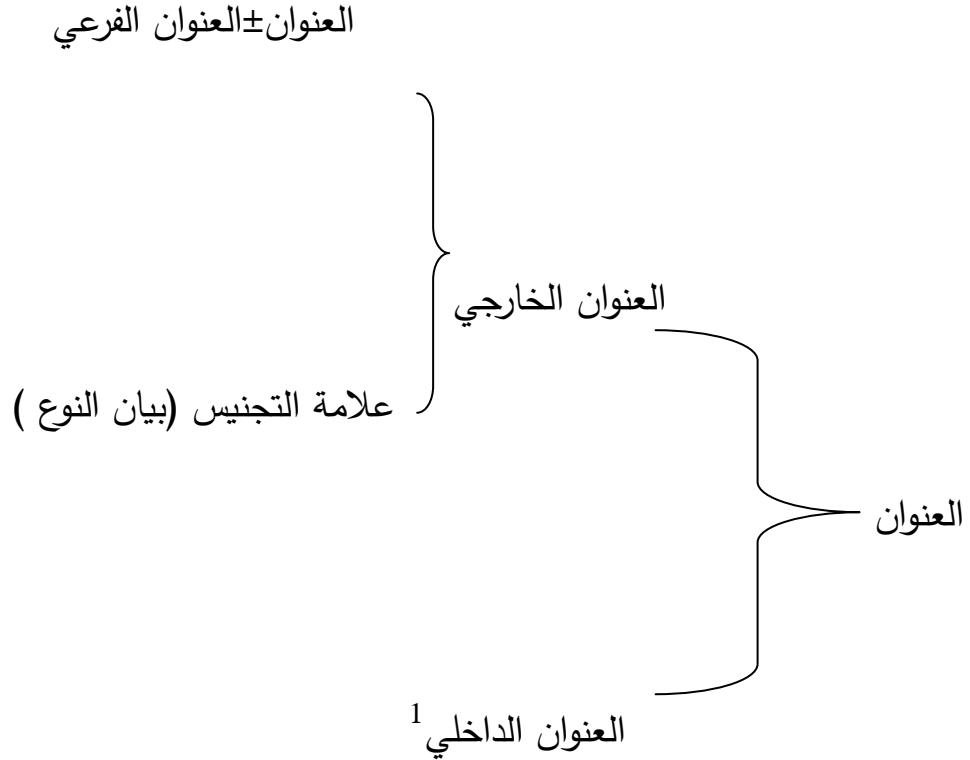 العنوان±العنوان الفرعي
العنوان الخارجي
علامة التجنيس (بيان النوع )
العنوان
العنوان الداخلي1